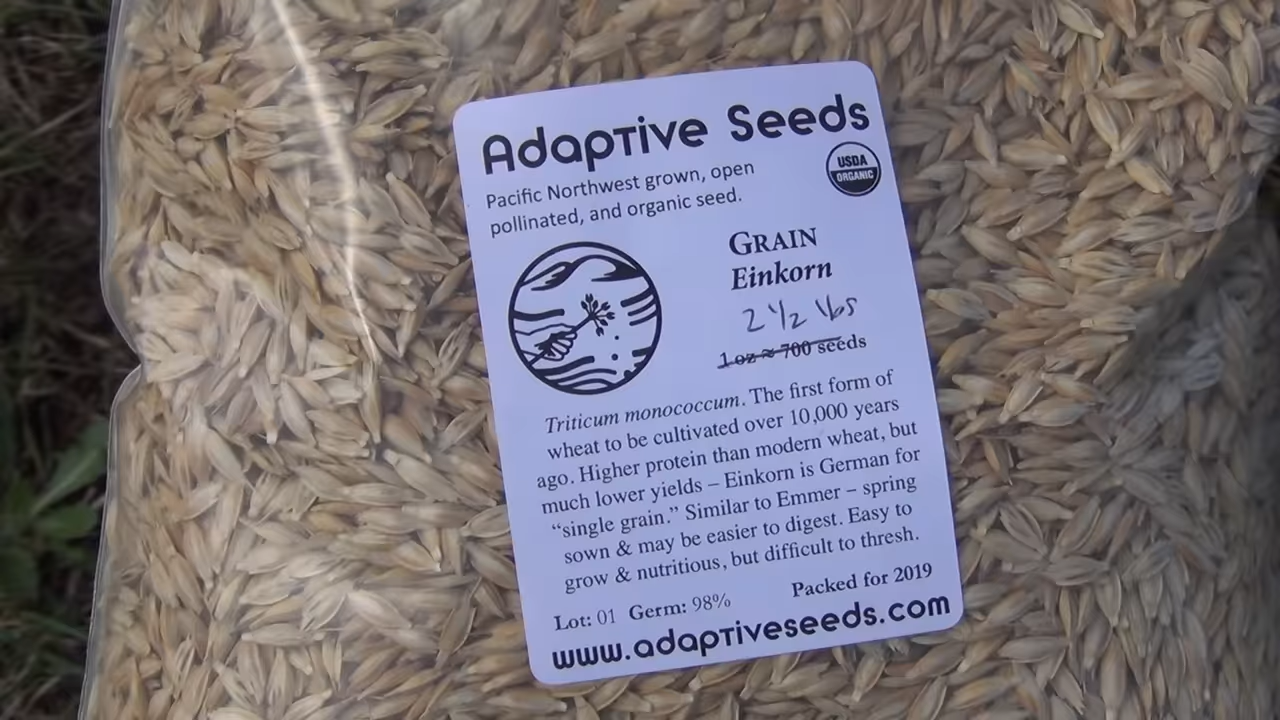 Adaptive Seeds
Pacific Northwest grown, open
pollinated, and organic seed.
USDA
ORGANIC
GRAIN
Einkorn
2 1/2 lbs
1 oz ≈ 700 seeds
Triticum monococcum. The first form of
wheat to be cultivated over 10,000 years
ago. Higher protein than modern wheat, but
much lower yields – Einkorn is German for
“single grain.” Similar to Emmer – spring
sown & may be easier to digest. Easy to
grow & nutritious, but difficult to thresh.
Lot: 01 Germ: 98%
Packed for 2019
www.adaptiveseeds.com